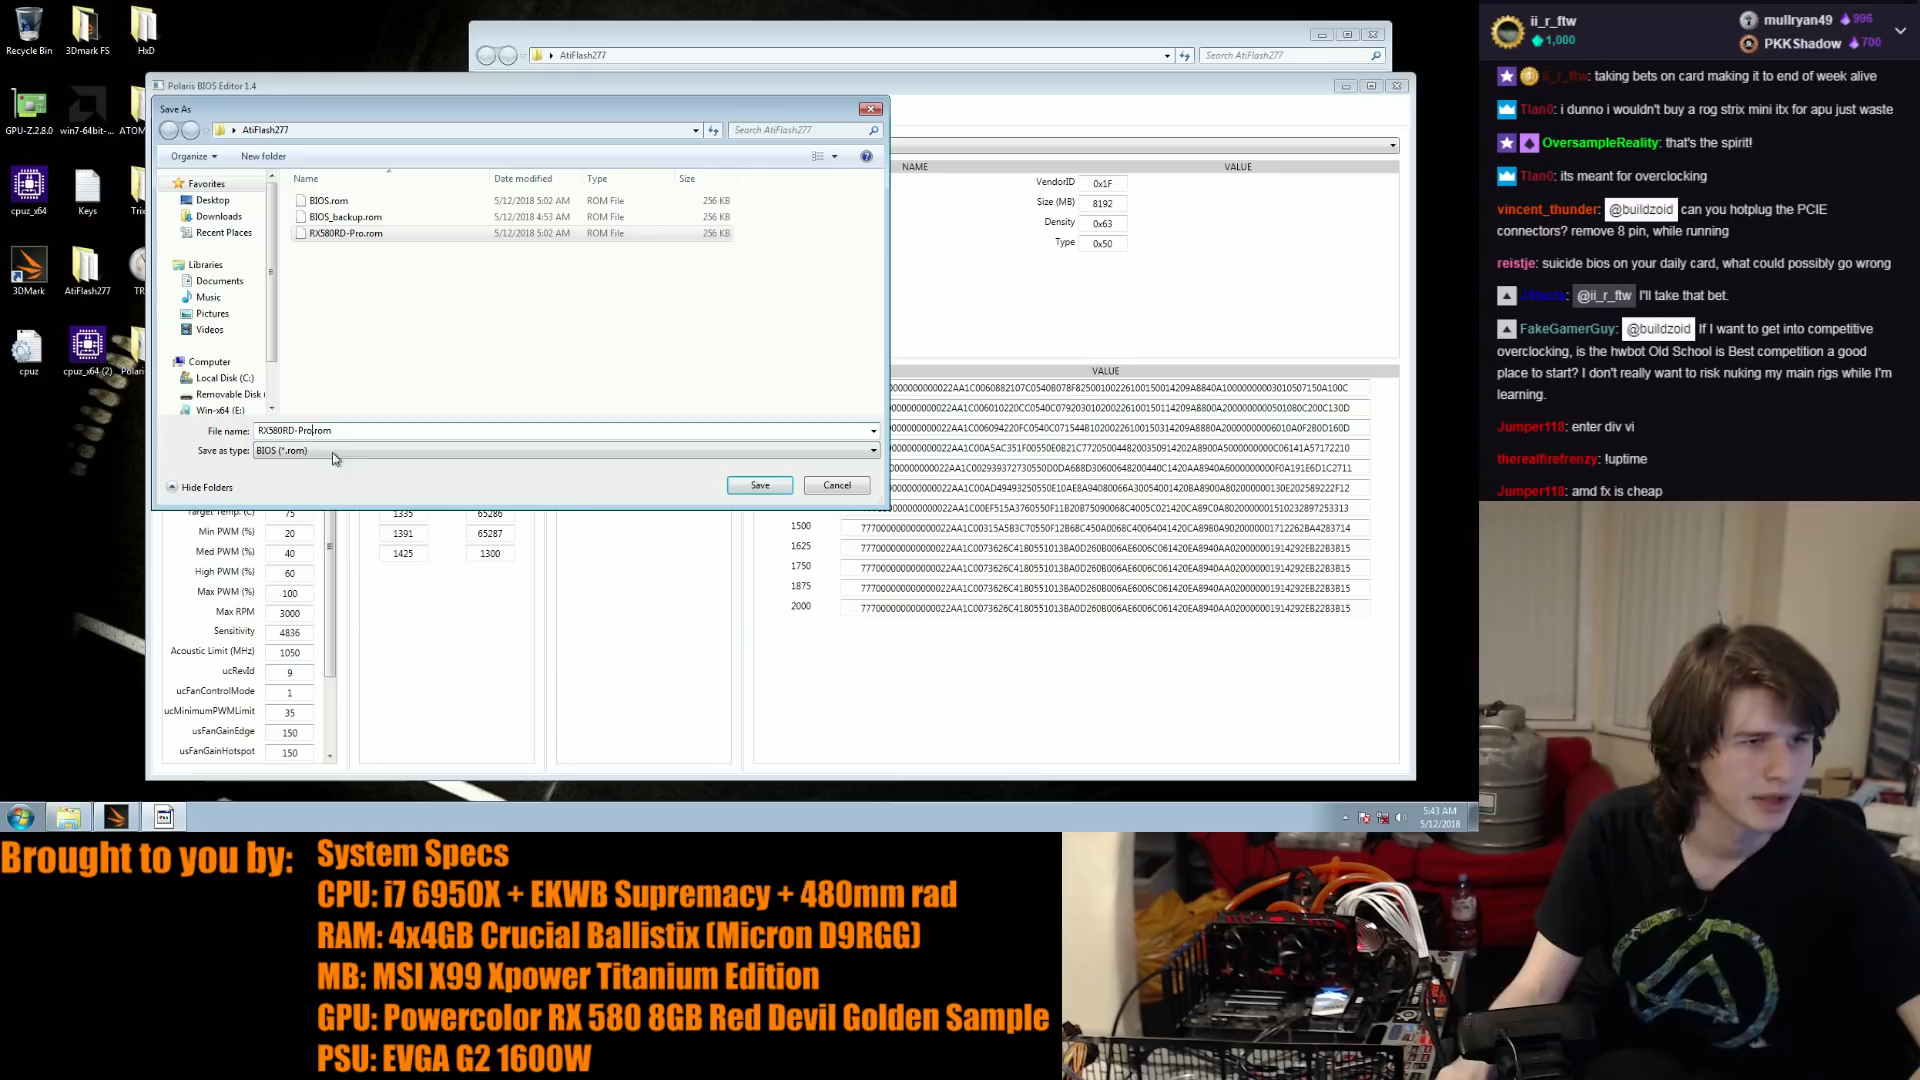 Recycle Bin
3Dmark FS
HxD
GPU-Z.2.8.0
win7-64bit-...
ATOM
cpuz_x64
Keys
Trix
3DMark
AtiFlash277
TR
cpuz
cpuz_x64 (2)
Polari
AtiFlash277
Search AtiFlash277
Polaris BIOS Editor 1.4
Save As
AtiFlash277
Search AtiFlash277
Organize
New folder
Name
Date modified
Type
Size
Favorites
Desktop
Downloads
Recent Places
Libraries
Documents
Music
Pictures
Videos
Computer
Local Disk (C:)
Removable Disk
Win-x64 (E:)
BIOS.rom 5/12/2018 5:02 AM ROM File 256 KB
BIOS_backup.rom 5/12/2018 4:53 AM ROM File 256 KB
RX580RD-Pro.rom 5/12/2018 5:02 AM ROM File 256 KB
File name: RX580RD-Pro.rom
Save as type: BIOS (*.rom)
Hide Folders
Save
Cancel
NAME
VALUE
VendorID 0x1F
Size (MB) 8192
Density 0x63
Type 0x50
VALUE
Target Temp. (C) 75
Min PWM (%) 20
Med PWM (%) 40
High PWM (%) 60
Max PWM (%) 100
Max RPM 3000
Sensitivity 4836
Acoustic Limit (MHz) 1050
ucRevId 9
ucFanControlMode 1
ucMinimumPWMLimit 35
usFanGainEdge 150
usFanGainHotspot 150
1335 65286
1391 65287
1425 1300
1500
1625
1750
1875
2000
5:43 AM
5/12/2018
ii_r_ftw
1,000
mullryan49 996
PKKShadow 700
ii_r_ftw: taking bets on card making it to end of week alive
Tlan0: i dunno i wouldn't buy a rog strix mini itx for apu just waste
OversampleReality: that's the spirit!
Tlan0: its meant for overclocking
vincent_thunder: @buildzoid can you hotplug the PCIE
connectors? remove 8 pin, while running
reistje: suicide bios on your daily card, what could possibly go wrong
@ii_r_ftw I'll take that bet.
FakeGamerGuy: @buildzoid If I want to get into competitive
overclocking, is the hwbot Old School is Best competition a good
place to start? I don't really want to risk nuking my main rigs while I'm
learning.
Jumper118: enter div vi
therealfirefrenzy: !uptime
Jumper118: amd fx is cheap
Brought to you by:
System Specs
CPU: i7 6950X + EKWB Supremacy + 480mm rad
RAM: 4x4GB Crucial Ballistix (Micron D9RGG)
MB: MSI X99 Xpower Titanium Edition
GPU: Powercolor RX 580 8GB Red Devil Golden Sample
PSU: EVGA G2 1600W